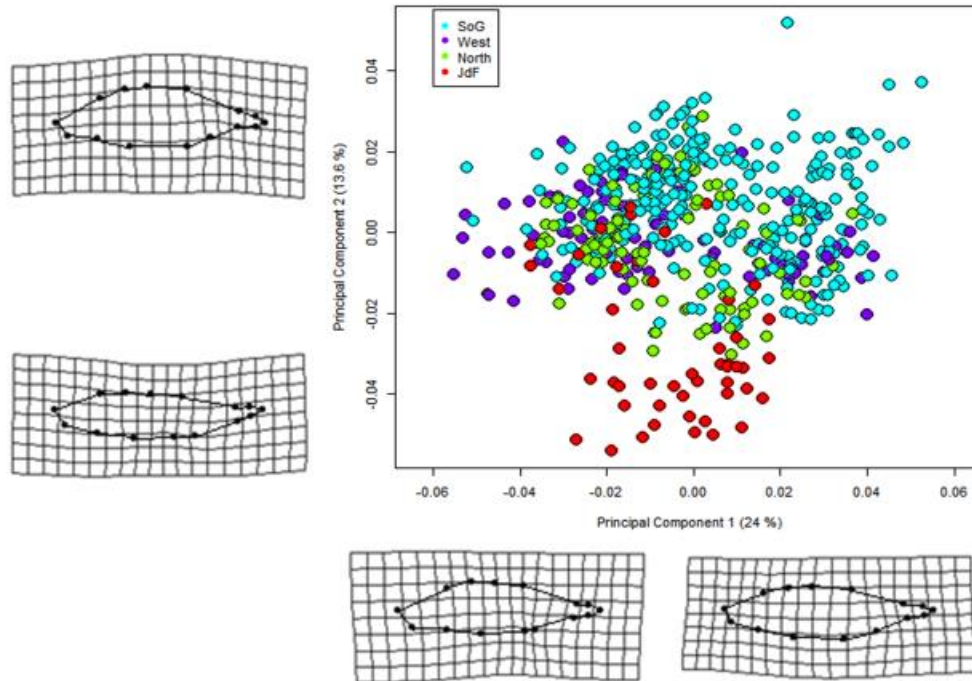 SoG
West
North
JdF
0.04
0.02
0.00
-0.02
-0.04
Principal Component 2 (13.6 %)
-0.06 -0.04 -0.02 0.00 0.02 0.04 0.06
Principal Component 1 (24 %)